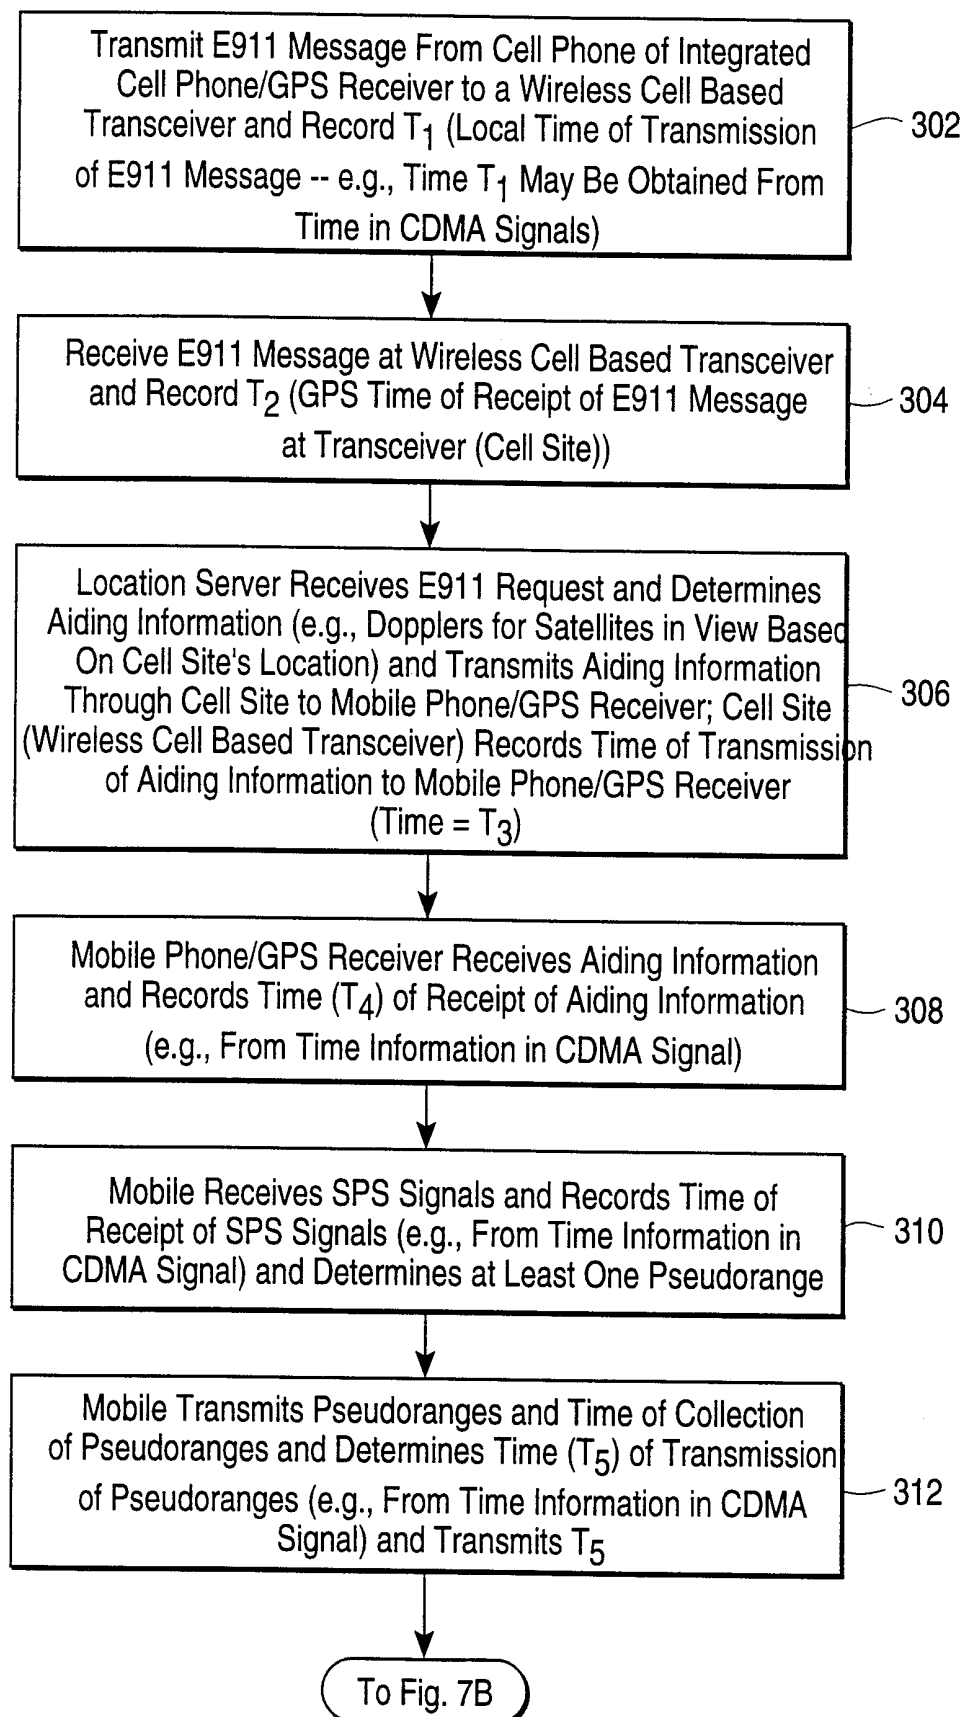 Transmit E911 Message From Cell Phone of Integrated
Cell Phone/GPS Receiver to a Wireless Cell Based
Transceiver and Record T1 (Local Time of Transmission
of E911 Message -- e.g., Time T1 May Be Obtained From
Time in CDMA Signals)
302
Receive E911 Message at Wireless Cell Based Transceiver
and Record T2 (GPS Time of Receipt of E911 Message
at Transceiver (Cell Site))
304
Location Server Receives E911 Request and Determines
Aiding Information (e.g., Dopplers for Satellites in View Based
On Cell Site's Location) and Transmits Aiding Information
Through Cell Site to Mobile Phone/GPS Receiver; Cell Site
(Wireless Cell Based Transceiver) Records Time of Transmission
of Aiding Information to Mobile Phone/GPS Receiver
(Time = T3)
306
Mobile Phone/GPS Receiver Receives Aiding Information
and Records Time (T4) of Receipt of Aiding Information
(e.g., From Time Information in CDMA Signal)
308
Mobile Receives SPS Signals and Records Time of
Receipt of SPS Signals (e.g., From Time Information in
CDMA Signal) and Determines at Least One Pseudorange
310
Mobile Transmits Pseudoranges and Time of Collection
of Pseudoranges and Determines Time (T5) of Transmission
of Pseudoranges (e.g., From Time Information in CDMA
Signal) and Transmits T5
312
To Fig. 7B